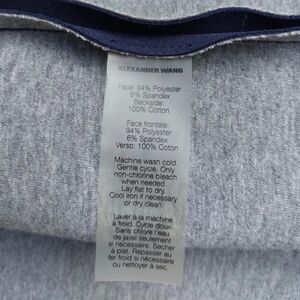 ALEXANDER WANG
Face: 94% Polyester
6% Spandex
Backside:
100% Cotton
Face frontale:
94% Polyester
6% Spandex
Verso: 100% Cotton
Machine wash cold.
Gentle cycle. Only
non-chlorine bleach
when needed.
Lay flat to dry.
Cool iron if necessary
or dry clean.
Laver à la machine
à froid. Cycle doux.
Sans chlore l'eau
de javel seulement
si nécessaire.
Sécher à plat.
Repasser au
fer froid si nécessaire
ou nettoyer à sec.